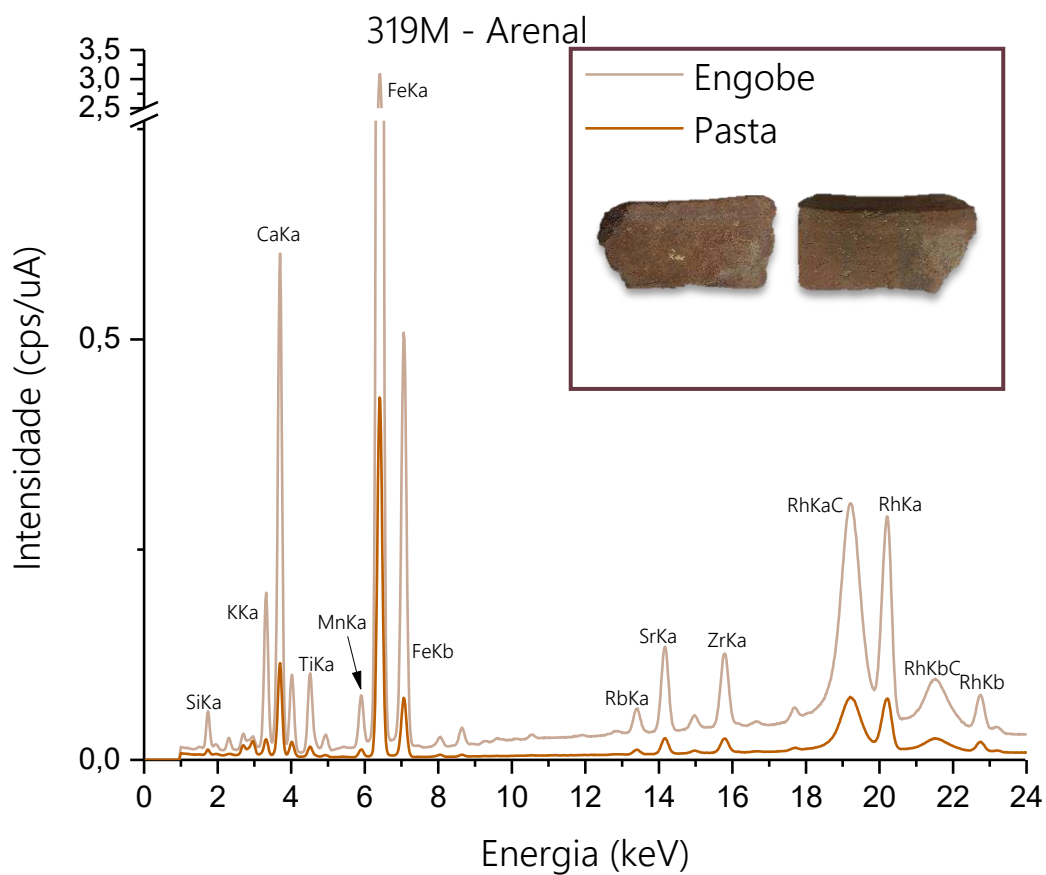 319M - Arenal
3,5
3,0
2,5
0,5
0,0
Intensidade (cps/uA)
Engobe
Pasta
FeKa
CaKa
KKa
MnKa
TiKa
FeKb
SiKa
RhKaC
RhKa
SrKa
ZrKa
RbKa
RhKbC
RhKb
0 2 4 6 8 10 12 14 16 18 20 22 24
Energia (keV)